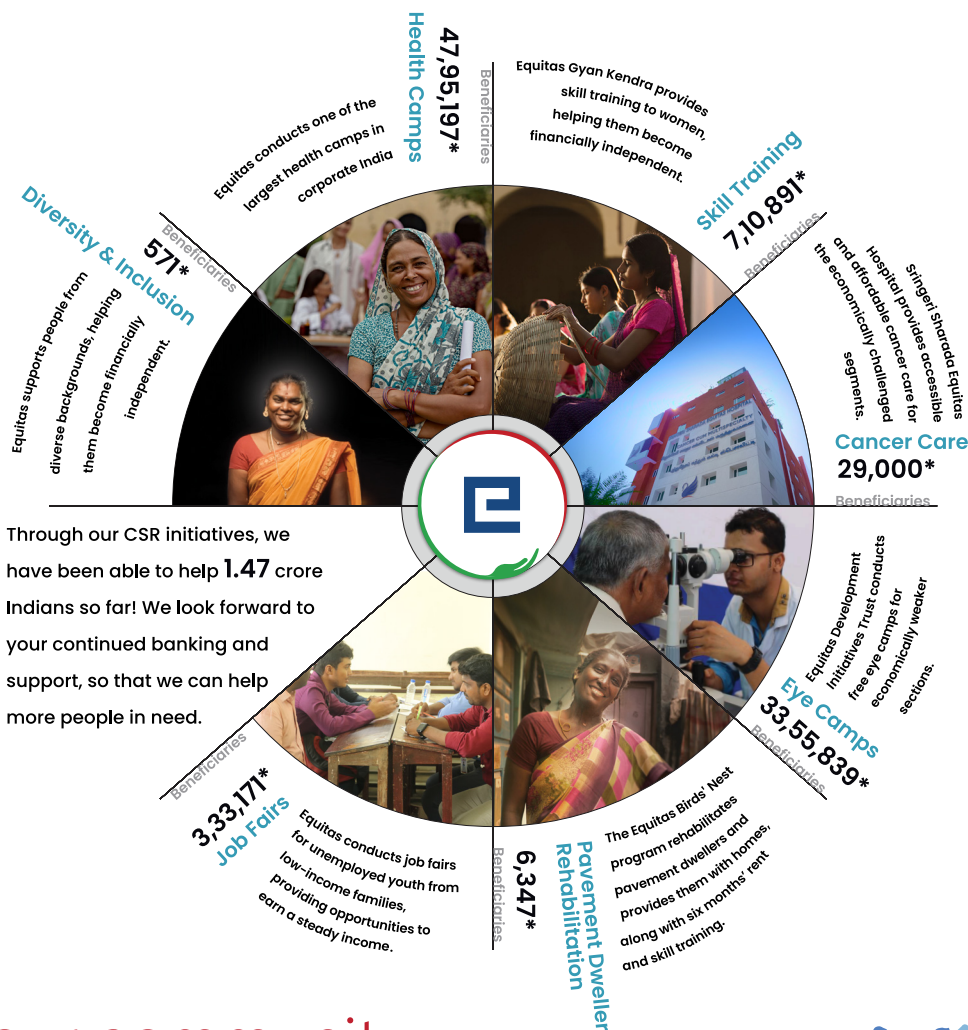 Health Camps
47,95,197*
Beneficiaries
Equitas conducts one of the
largest health camps in
corporate India
Equitas Gyan Kendra provides
skill training to women,
helping them become
financially independent.
Skill Training
7,10,891*
Beneficiaries
Sringeri Sharada Equitas
Hospital provides accessible
and affordable cancer care for
the economically challenged
segments.
Cancer Care
29,000*
Beneficiaries
Equitas Development
Initiatives Trust conducts
free eye camps for
economically weaker
sections.
Eye Camps
33,55,839*
Beneficiaries
The Equitas Birds' Nest
program rehabilitates
pavement dwellers and
provides them with homes,
along with six months' rent
and skill training.
Pavement Dweller
Rehabilitation
6,347*
Beneficiaries
Equitas conducts job fairs
for unemployed youth from
low-income families,
providing opportunities to
earn a steady income.
Job Fairs
3,33,171*
Beneficiaries
Through our CSR initiatives, we
have been able to help 1.47 crore
Indians so far! We look forward to
your continued banking and
support, so that we can help
more people in need.
Diversity & Inclusion
571*
Beneficiaries
Equitas supports people from
diverse backgrounds, helping
them become financially
independent.